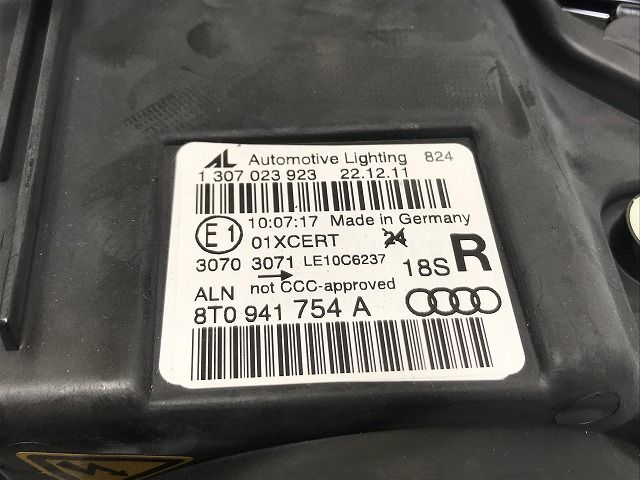 AL Automotive Lighting 824
1 307 023 923 22.12.11
E1 10:07:17 Made in Germany
01XCERT 24
3070 3071 LE10C6237 18S R
ALN not CCC-approved
8T0 941 754 A